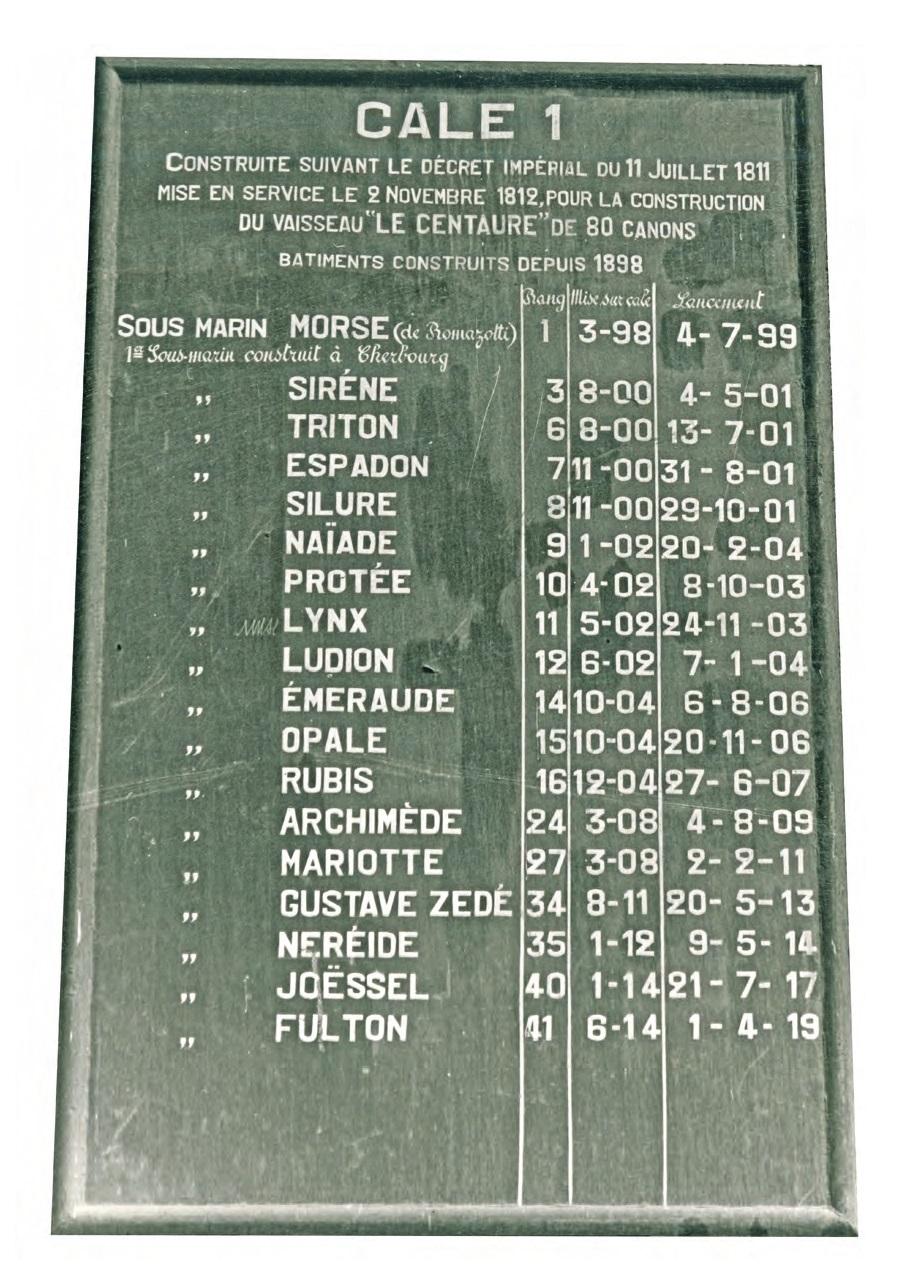 CALE 1
CONSTRUITE SUIVANT LE DÉCRET IMPÉRIAL DU 11 JUILLET 1811
MISE EN SERVICE LE 2 NOVEMBRE 1812, POUR LA CONSTRUCTION
DU VAISSEAU "LE CENTAURE" DE 80 CANONS
BATIMENTS CONSTRUITS DEPUIS 1898
Rang Mise sur cale Lancement
SOUS MARIN MORSE (de Romazotti) 1 3-98 4-7-99
1er Sous-marin construit à Cherbourg
,, SIRÉNE 3 8-00 4-5-01
,, TRITON 6 8-00 13-7-01
,, ESPADON 7 11-00 31-8-01
,, SILURE 8 11-00 29-10-01
,, NAÏADE 9 1-02 20-2-04
,, PROTÉE 10 4-02 8-10-03
,, LYNX 11 5-02 24-11-03
,, LUDION 12 6-02 7-1-04
,, ÉMERAUDE 14 10-04 6-8-06
,, OPALE 15 10-04 20-11-06
,, RUBIS 16 12-04 27-6-07
,, ARCHIMÈDE 24 3-08 4-8-09
,, MARIOTTE 27 3-08 2-2-11
,, GUSTAVE ZEDÉ 34 8-11 20-5-13
,, NERÉIDE 35 1-12 9-5-14
,, JOËSSEL 40 1-14 21-7-17
,, FULTON 41 6-14 1-4-19